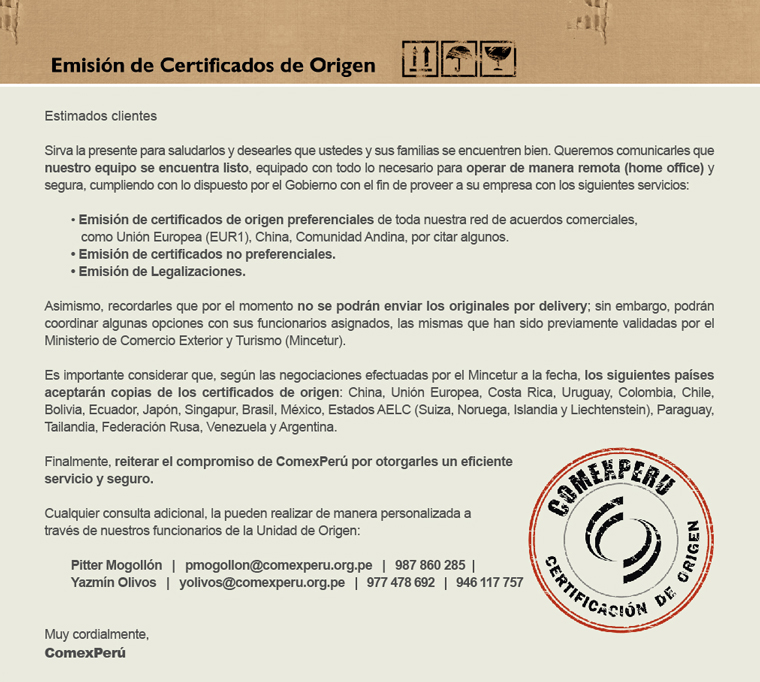 Emisión de Certificados de Origen
Estimados clientes
Sirva la presente para saludarlos y desearles que ustedes y sus familias se encuentren bien. Queremos comunicarles que
nuestro equipo se encuentra listo, equipado con todo lo necesario para operar de manera remota (home office) y
segura, cumpliendo con lo dispuesto por el Gobierno con el fin de proveer a su empresa con los siguientes servicios:
• Emisión de certificados de origen preferenciales de toda nuestra red de acuerdos comerciales,
como Unión Europea (EUR1), China, Comunidad Andina, por citar algunos.
• Emisión de certificados no preferenciales.
• Emisión de Legalizaciones.
Asimismo, recordarles que por el momento no se podrán enviar los originales por delivery; sin embargo, podrán
coordinar algunas opciones con sus funcionarios asignados, las mismas que han sido previamente validadas por el
Ministerio de Comercio Exterior y Turismo (Mincetur).
Es importante considerar que, según las negociaciones efectuadas por el Mincetur a la fecha, los siguientes países
aceptarán copias de los certificados de origen: China, Unión Europea, Costa Rica, Uruguay, Colombia, Chile,
Bolivia, Ecuador, Japón, Singapur, Brasil, México, Estados AELC (Suiza, Noruega, Islandia y Liechtenstein), Paraguay,
Tailandia, Federación Rusa, Venezuela y Argentina.
Finalmente, reiterar el compromiso de ComexPerú por otorgarles un eficiente
servicio y seguro.
Cualquier consulta adicional, la pueden realizar de manera personalizada a
través de nuestros funcionarios de la Unidad de Origen:
Pitter Mogollón | pmogollon@comexperu.org.pe | 987 860 285 |
Yazmín Olivos | yolivos@comexperu.org.pe | 977 478 692 | 946 117 757
COMEXPERU
CERTIFICACIÓN DE ORIGEN
Muy cordialmente,
ComexPerú